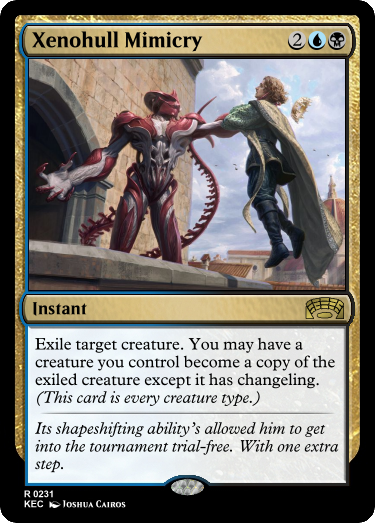 Xenohull Mimicry 2
Instant
Exile target creature. You may have a
creature you control become a copy of the
exiled creature except it has changeling.
(This card is every creature type.)
Its shapeshifting ability's allowed him to get
into the tournament trial-free. With one extra
step.
R 0231
KEC Joshua Cairos